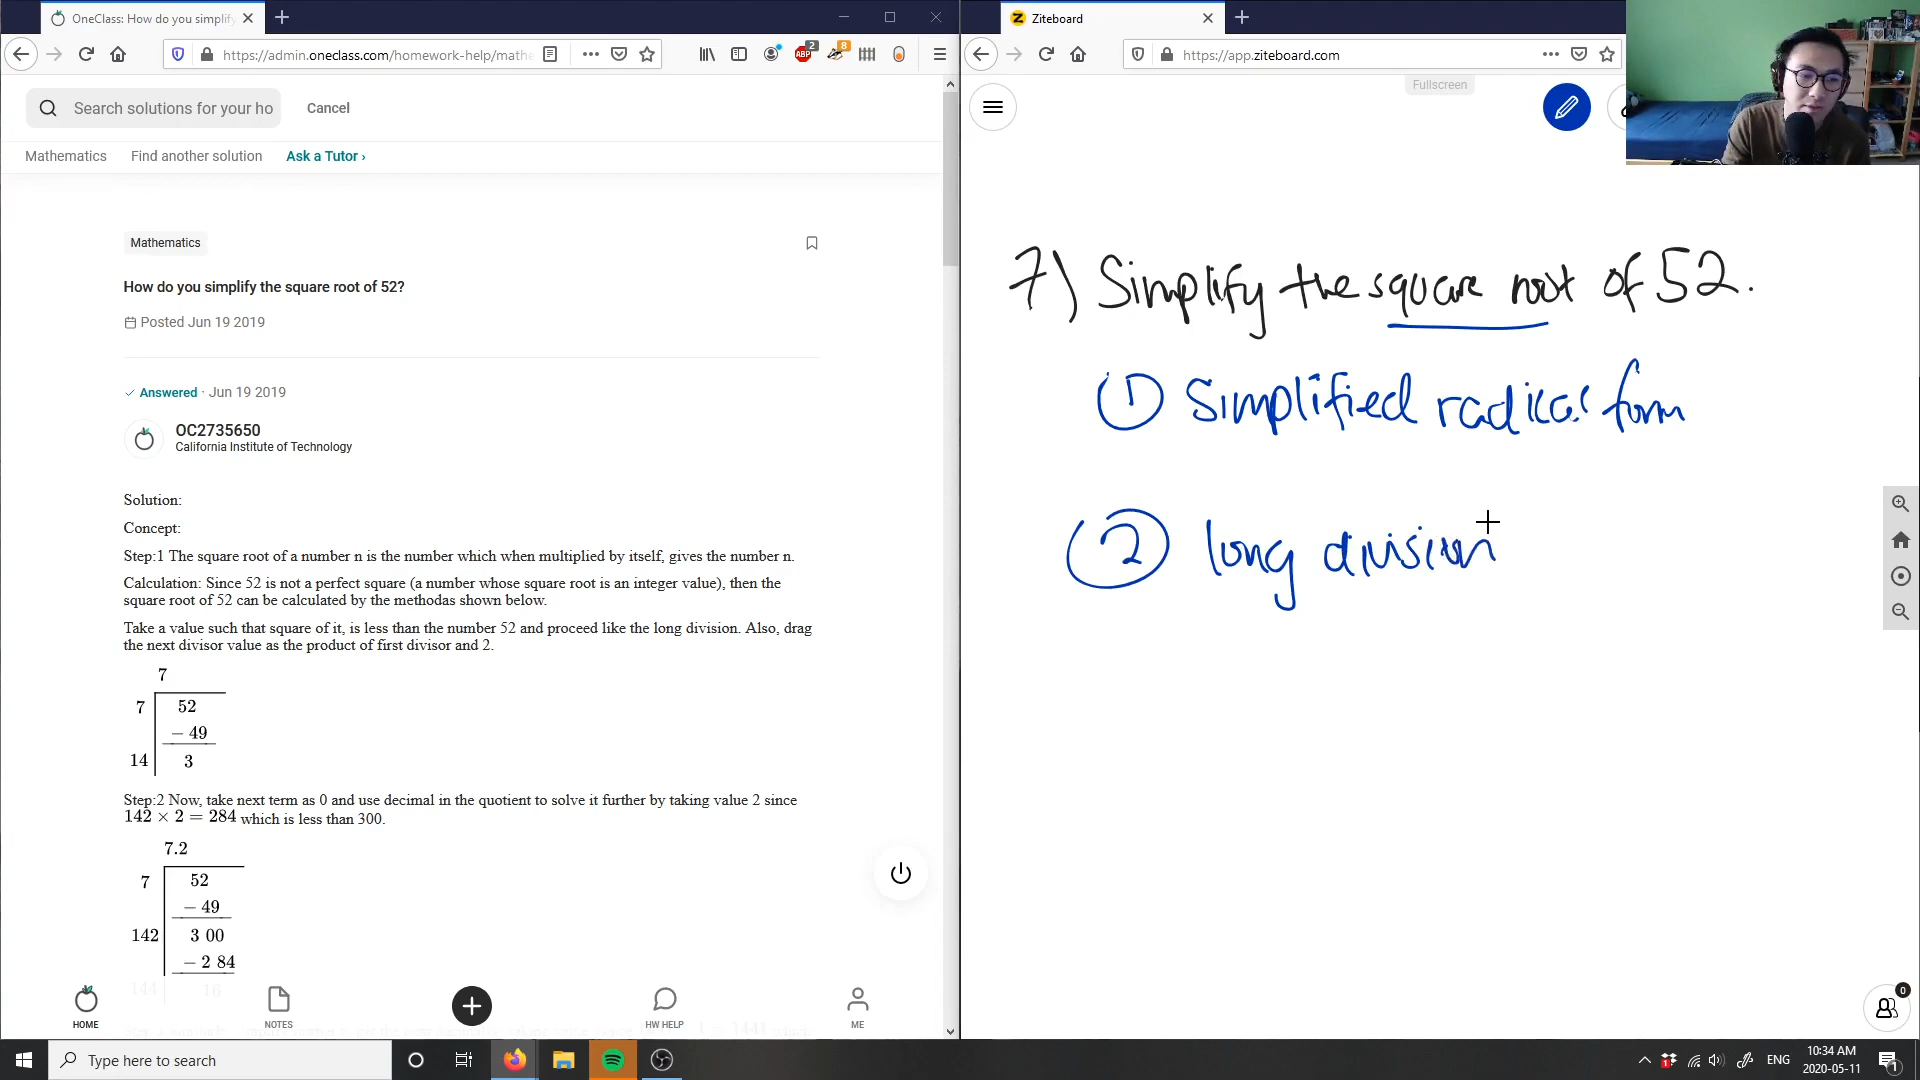 OneClass: How do you simplify
Ziteboard
https://admin.oneclass.com/homework-help/mathe
ABP
2
8
https://app.ziteboard.com
Fullscreen
Search solutions for your ho
Cancel
Mathematics
Find another solution
Ask a Tutor ›
Mathematics
How do you simplify the square root of 52?
Posted Jun 19 2019
Answered · Jun 19 2019
OC2735650
California Institute of Technology
Solution:
Concept:
Step:1 The square root of a number n is the number which when multiplied by itself, gives the number n.
Calculation: Since 52 is not a perfect square (a number whose square root is an integer value), then the
square root of 52 can be calculated by the methodas shown below.
Take a value such that square of it, is less than the number 52 and proceed like the long division. Also, drag
the next divisor value as the product of first divisor and 2.
7
7 52
− 49
14 3
Step:2 Now, take next term as 0 and use decimal in the quotient to solve it further by taking value 2 since
142 × 2 = 284 which is less than 300.
7.2
7 52
− 49
142 3 00
− 2 84
144 16
HOME
NOTES
HW HELP
ME
7) Simplify the square root of 52.
① Simplified radical form
② long division
0
Type here to search
ENG
10:34 AM
2020-05-11
1